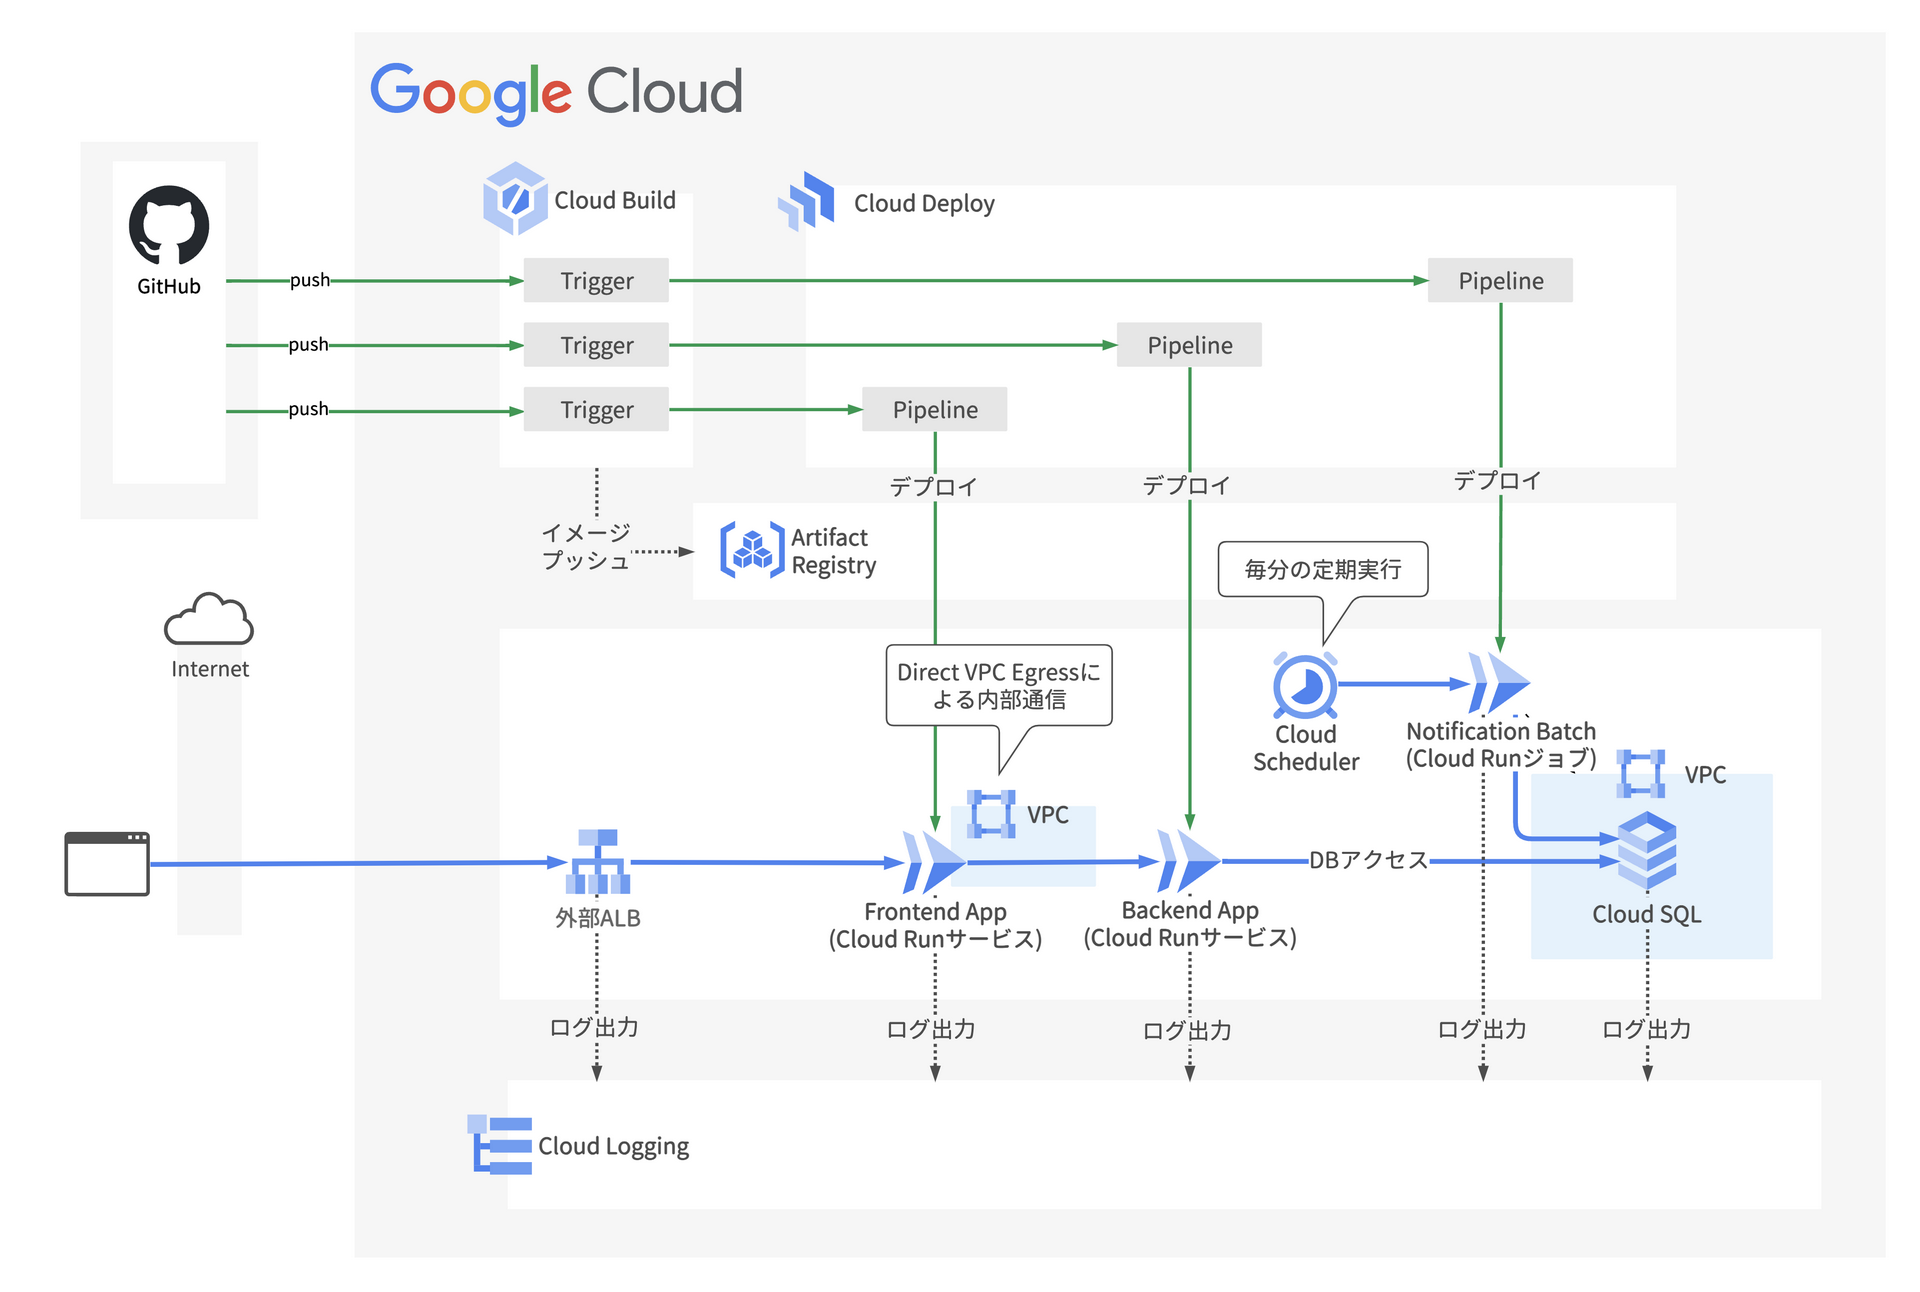 Google Cloud
Cloud Build
Cloud Deploy
GitHub
push
Trigger
Pipeline
push
Trigger
Pipeline
push
Trigger
Pipeline
デプロイ
デプロイ
デプロイ
イメージ
プッシュ
Artifact
Registry
毎分の定期実行
Internet
Direct VPC Egressに
よる内部通信
Cloud
Scheduler
Notification Batch
(Cloud Runジョブ)
VPC
VPC
DBアクセス
外部ALB
Frontend App
(Cloud Runサービス)
Backend App
(Cloud Runサービス)
Cloud SQL
ログ出力
ログ出力
ログ出力
ログ出力
ログ出力
Cloud Logging